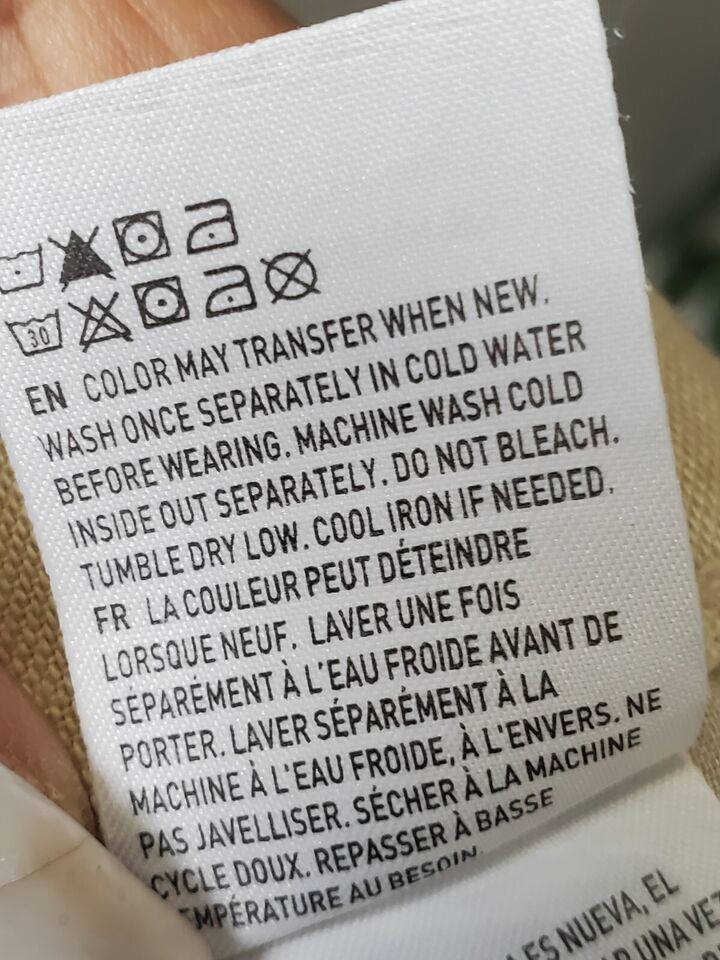 30
EN COLOR MAY TRANSFER WHEN NEW.
WASH ONCE SEPARATELY IN COLD WATER
BEFORE WEARING. MACHINE WASH COLD
INSIDE OUT SEPARATELY. DO NOT BLEACH.
TUMBLE DRY LOW. COOL IRON IF NEEDED.
FR LA COULEUR PEUT DÉTEINDRE
LORSQUE NEUF. LAVER UNE FOIS
SÉPARÉMENT À L'EAU FROIDE AVANT DE
PORTER. LAVER SÉPARÉMENT À LA
MACHINE À L'EAU FROIDE, À L'ENVERS. NE
PAS JAVELLISER. SÉCHER À LA MACHINE
CYCLE DOUX. REPASSER À BASSE
TEMPÉRATURE AU BESOIN.
ES NUEVA, EL
UNA VEZ